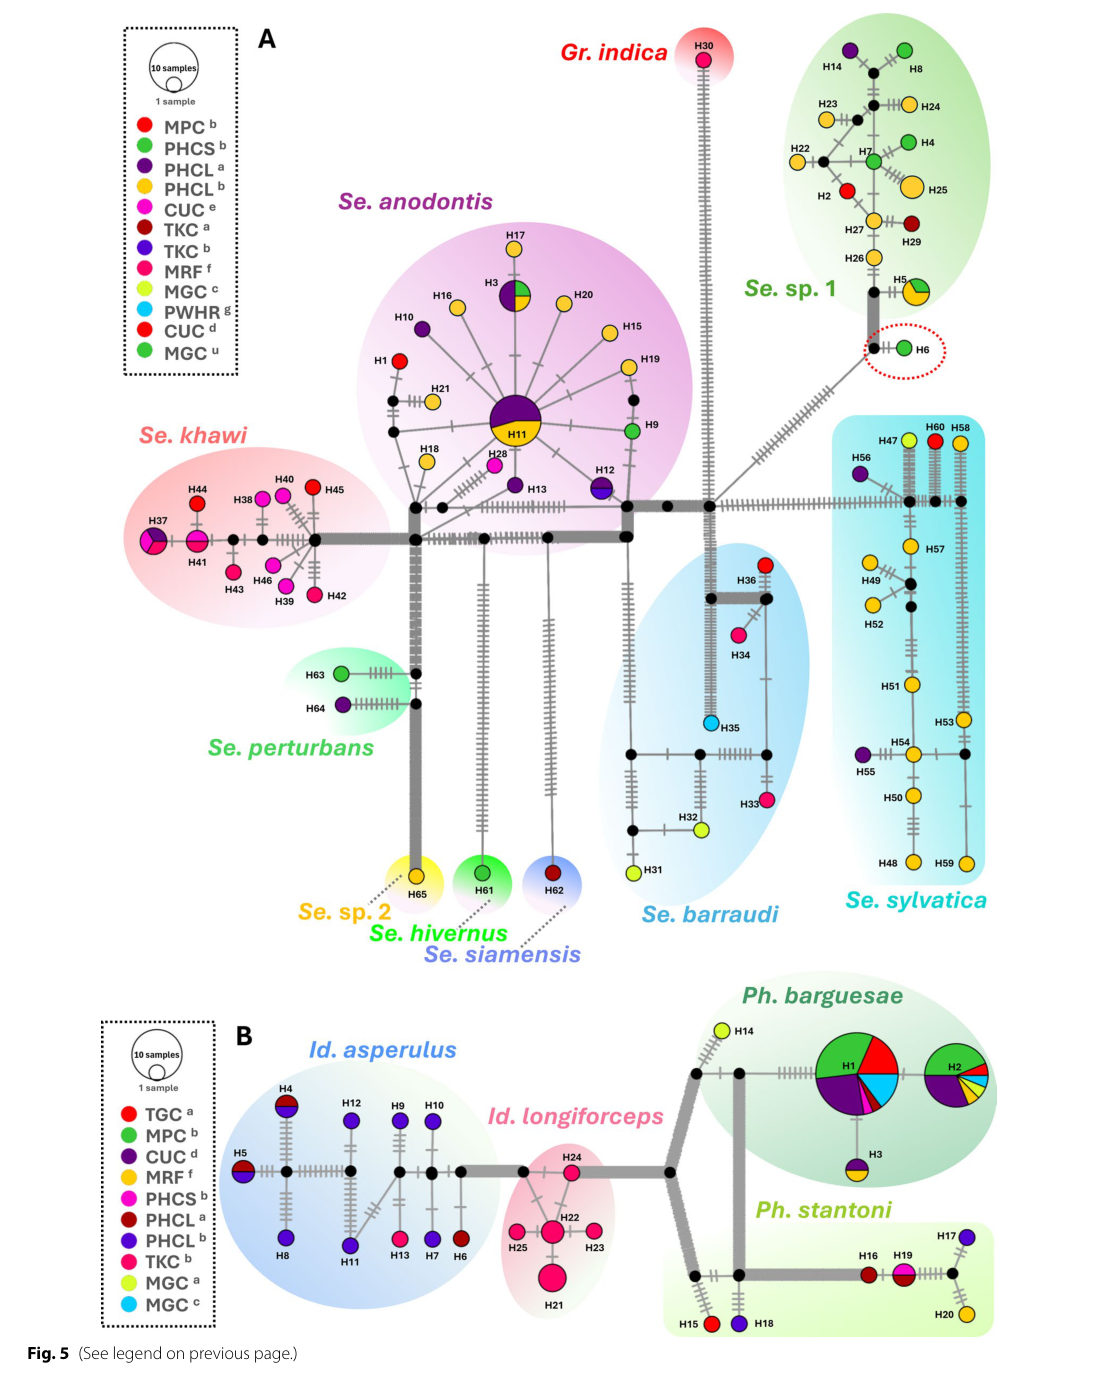 A
10 samples
1 sample
MPC b
PHCS b
PHCL a
PHCL b
CUC e
TKC a
TKC b
MRF f
MGC c
PWHR g
CUC d
MGC u
Gr. indica
H30
H14
H8
H23
H24
H4
H7
H22
H25
H2
H27
H29
H26
H5
Se. sp. 1
H6
Se. anodontis
H17
H3
H16
H20
H10
H15
H1
H19
H21
H9
H11
H18
H28
H12
H13
Se. khawi
H44
H38
H40
H45
H37
H41
H43
H46
H39
H42
H47
H60
H58
H56
H57
H49
H52
H51
H53
H54
H55
H50
H48
H59
Se. sylvatica
H36
H34
H35
H33
H32
H31
Se. barraudi
H63
H64
Se. perturbans
H65
H61
H62
Se. sp. 2
Se. hivernus
Se. siamensis
B
10 samples
1 sample
TGC a
MPC b
CUC d
MRF f
PHCS b
PHCL a
PHCL b
TKC b
MGC a
MGC c
Id. asperulus
H4
H12
H9
H10
H5
H8
H11
H13
H7
H6
Id. longiforceps
H24
H22
H25
H23
H21
Ph. barguesae
H14
H1
H2
H3
Ph. stantoni
H17
H16
H19
H20
H15
H18
Fig. 5 (See legend on previous page.)